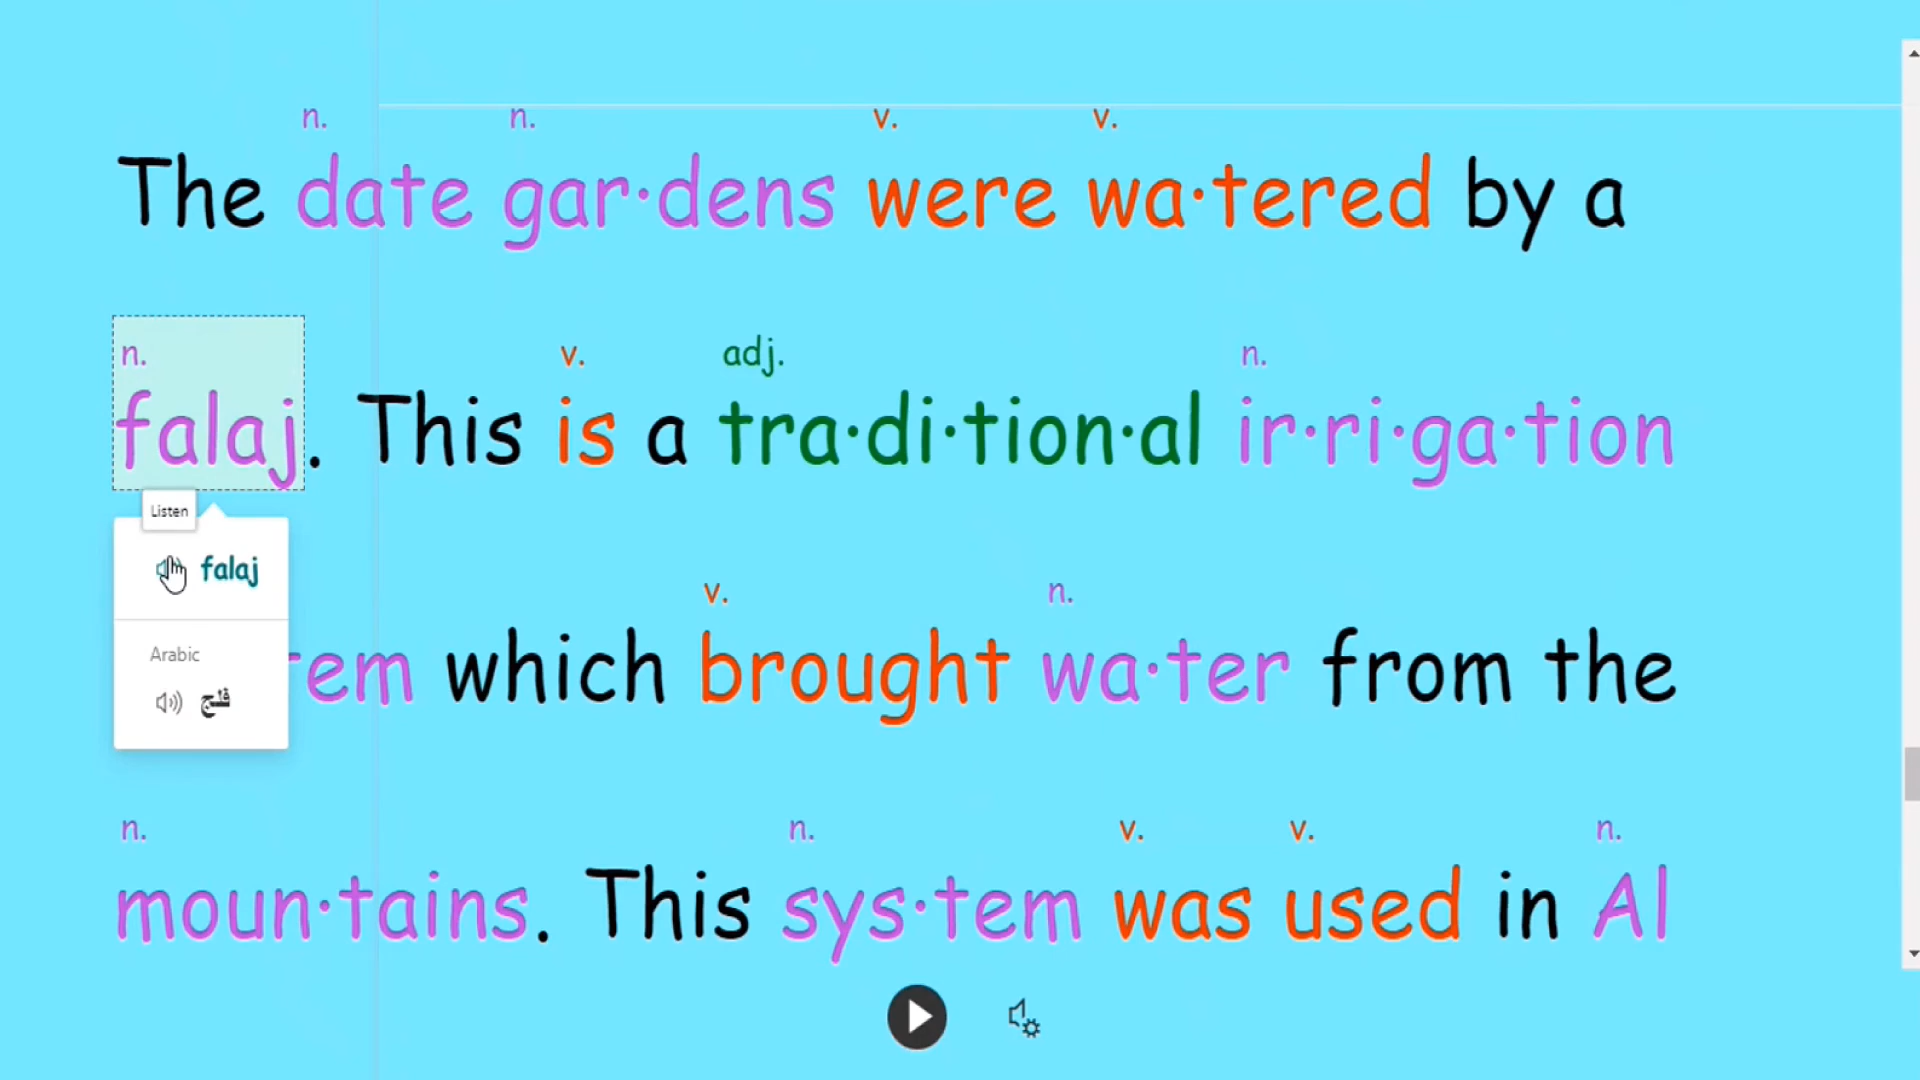 n. n. v. v.
The date gar·dens were wa·tered by a
n. v. adj. n.
falaj. This is a tra·di·tion·al ir·ri·ga·tion
Listen
falaj
v. n.
tem which brought wa·ter from the
Arabic
فلج
n. n. v. v. n.
moun·tains. This sys·tem was used in Al